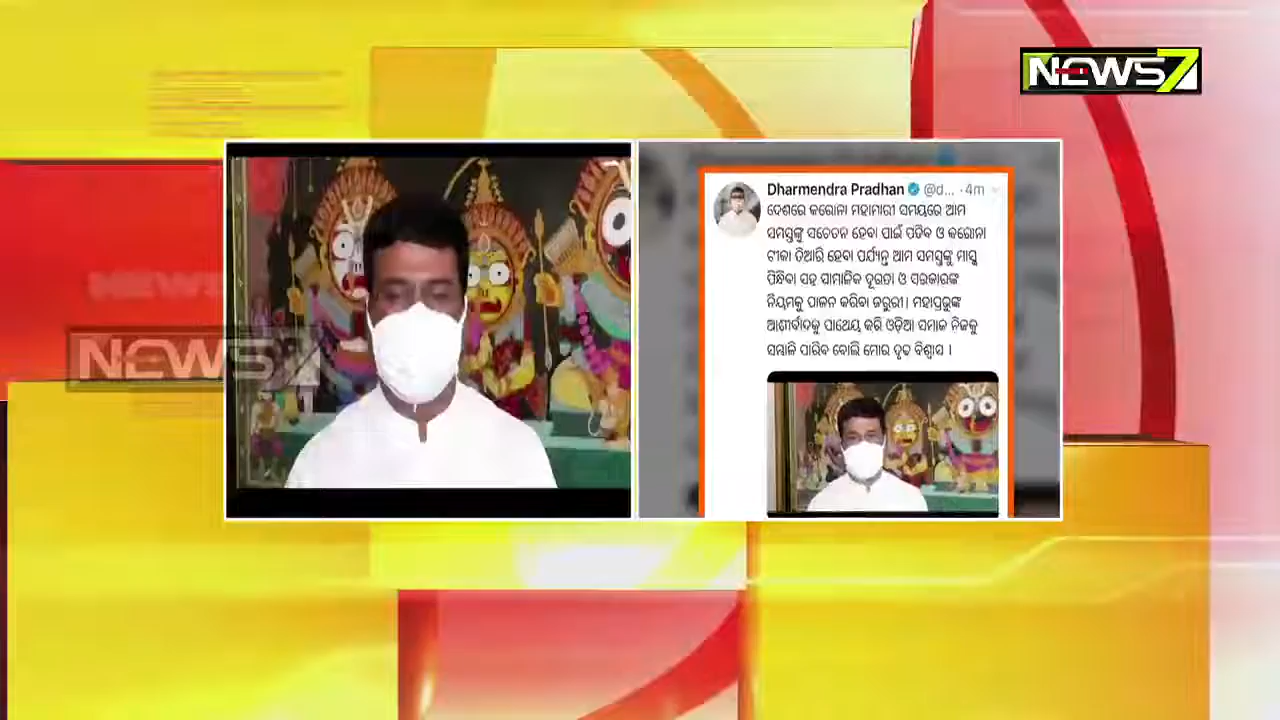 NEWS7
Dharmendra Pradhan @d... · 4m
ଦେଶରେ କରୋନା ମହାମାରୀ ସମୟରେ ଆମ
ସମସ୍ତଙ୍କୁ ସଚେତନ ହେବା ପାଇଁ ପଡିବ ଓ କରୋନା
ଟୀକା ତିଆରି ହେବା ପର୍ଯ୍ୟନ୍ତ ଆମ ସମସ୍ତଙ୍କୁ ମାସ୍କ
ପିନ୍ଧିବା ସହ ସାମାଜିକ ଦୂରତା ଓ ସରକାରଙ୍କ
ନିୟମକୁ ପାଳନ କରିବା ଜରୁରୀ। ମହାପ୍ରଭୁଙ୍କ
ଆଶୀର୍ବାଦକୁ ପାଥେୟ କରି ଓଡ଼ିଆ ସମାଜ ନିଜକୁ
ସମ୍ଭାଳି ପାରିବ ବୋଲି ମୋର ଦୃଢ ବିଶ୍ୱାସ ।
NEWS7